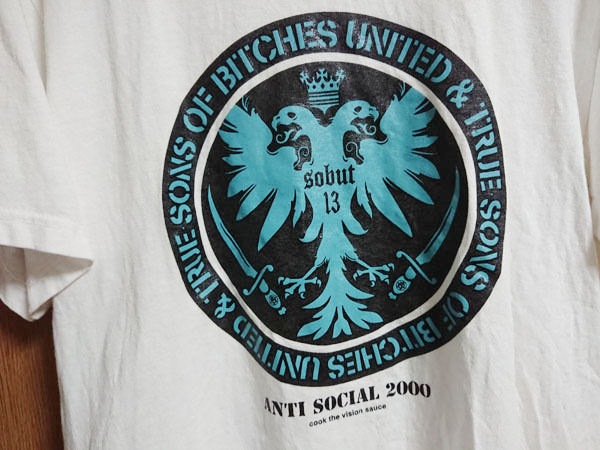 SONS OF BITCHES UNITED & TRUE SONS OF BITCHES UNITED & TRUE
sobut
13
ANTI SOCIAL 2000
cook the vision sauce